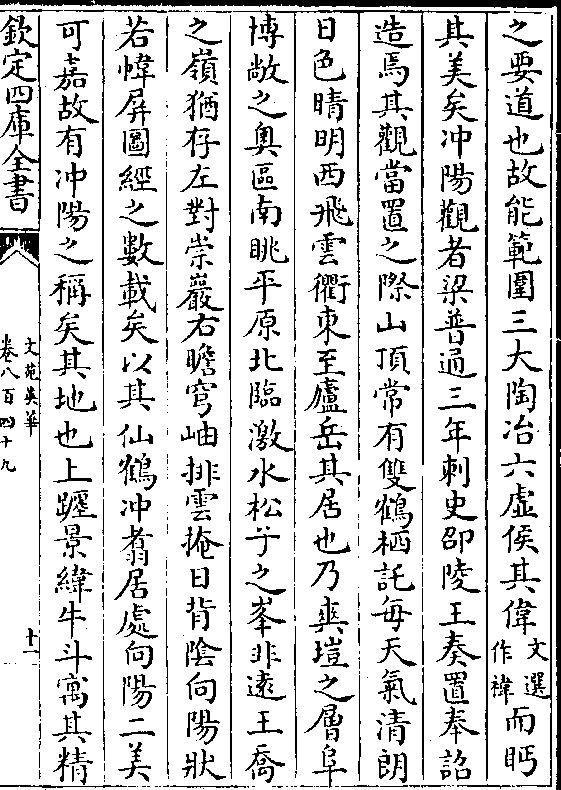 之要道也故能範圍三大陶冶六虛侯其偉文選作褘而眄
其美矣冲陽觀者梁普通三年刺史邵陵王奏置奉詔
造焉其觀當置之際山頂常有雙鶴栖託每天氣清朗
日色晴明西飛雲衢東至廬岳其居也乃爽塏之層阜
博敞之奧區南眺平原北臨激水松子之峯非遠王喬
之嶺猶存左對崇巖右瞻穹岫排雲掩日背陰向陽狀
若幃屏圖經之數載矣以其仙鶴冲翥居處向陽二美
可嘉故有冲陽之稱矣其地也上躔景緯牛斗寓其精
欽定四庫全書
文苑英華
卷八百四十九
十一